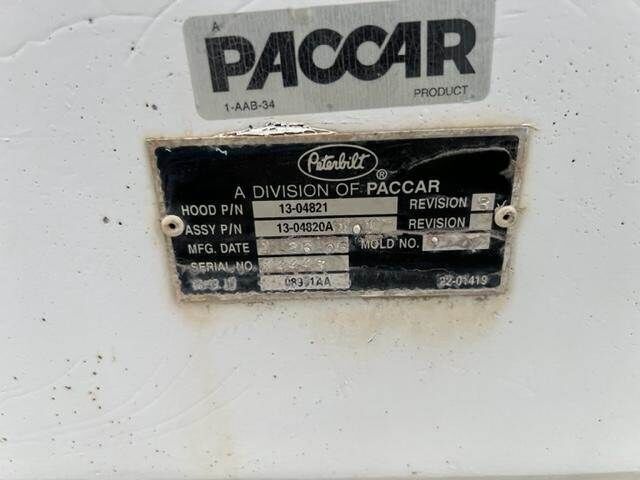 A
PACCAR
1-AAB-34 PRODUCT
Peterbilt ®
A DIVISION OF PACCAR
HOOD P/N 13-04821 REVISION
ASSY P/N 13-04820A REVISION
MFG. DATE MOLD NO.
SERIAL NO.
22-01419